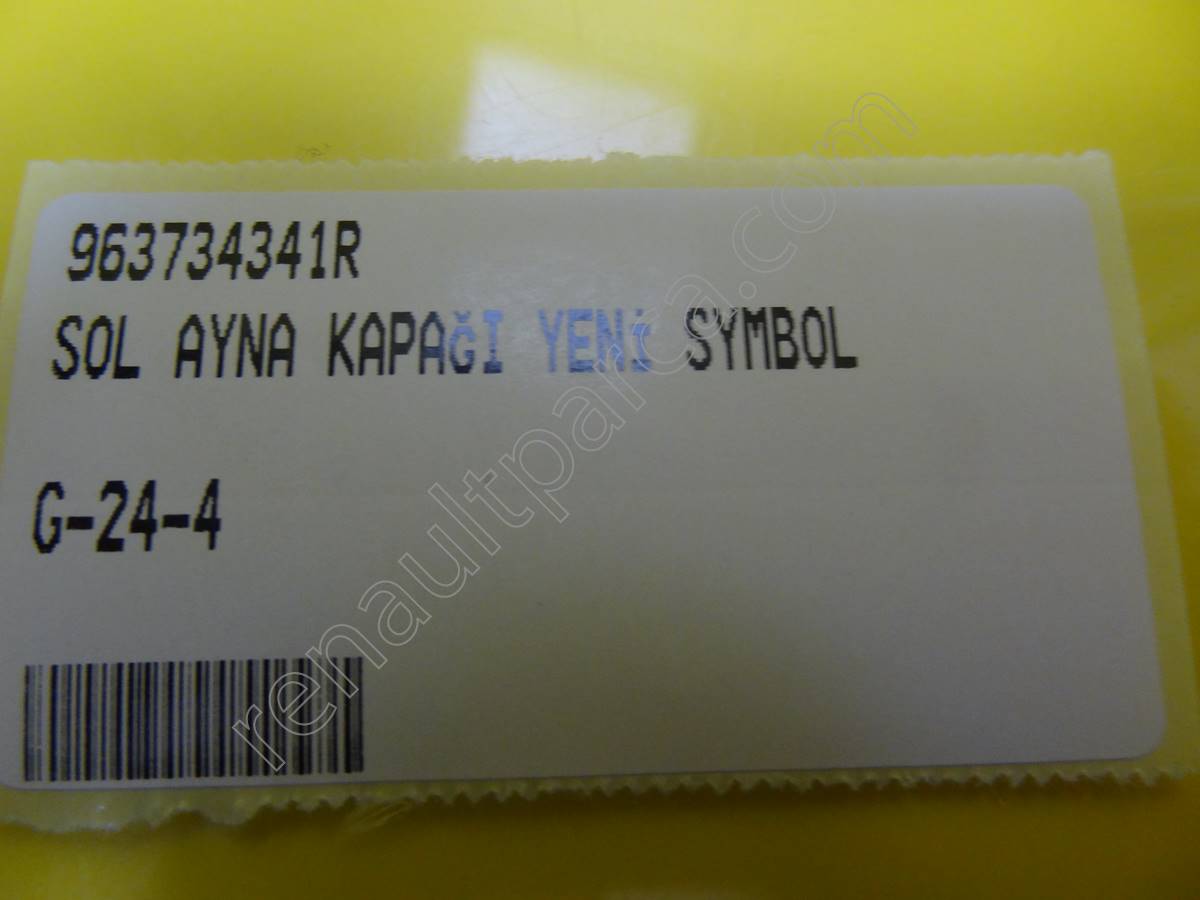 963734341R
SOL AYNA KAPAĞI YENİ SYMBOL
G-24-4
renaultparca.com